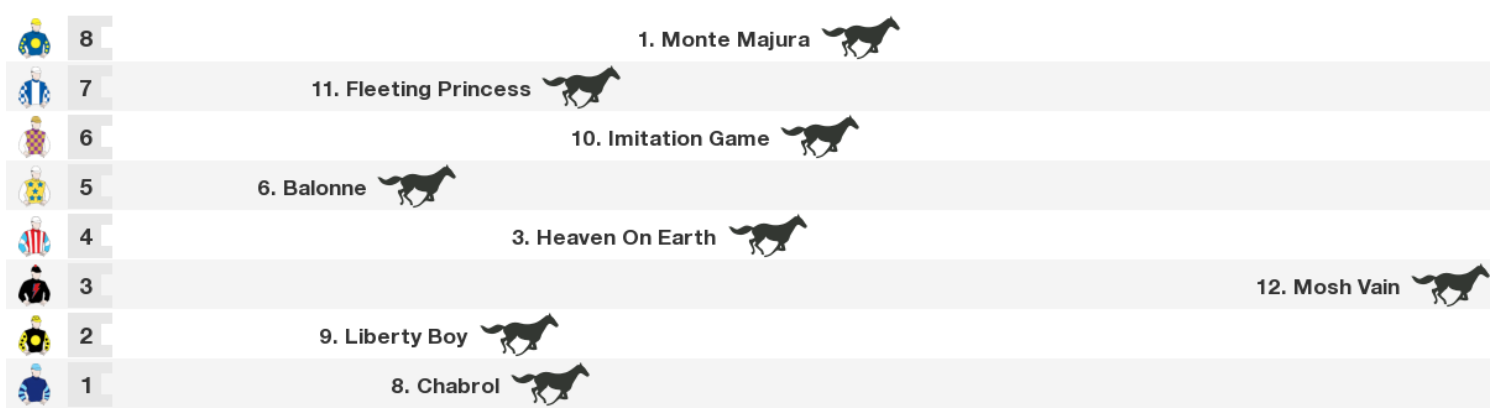 8 1. Monte Majura
7 11. Fleeting Princess
6 10. Imitation Game
5 6. Balonne
4 3. Heaven On Earth
3 12. Mosh Vain
2 9. Liberty Boy
1 8. Chabrol